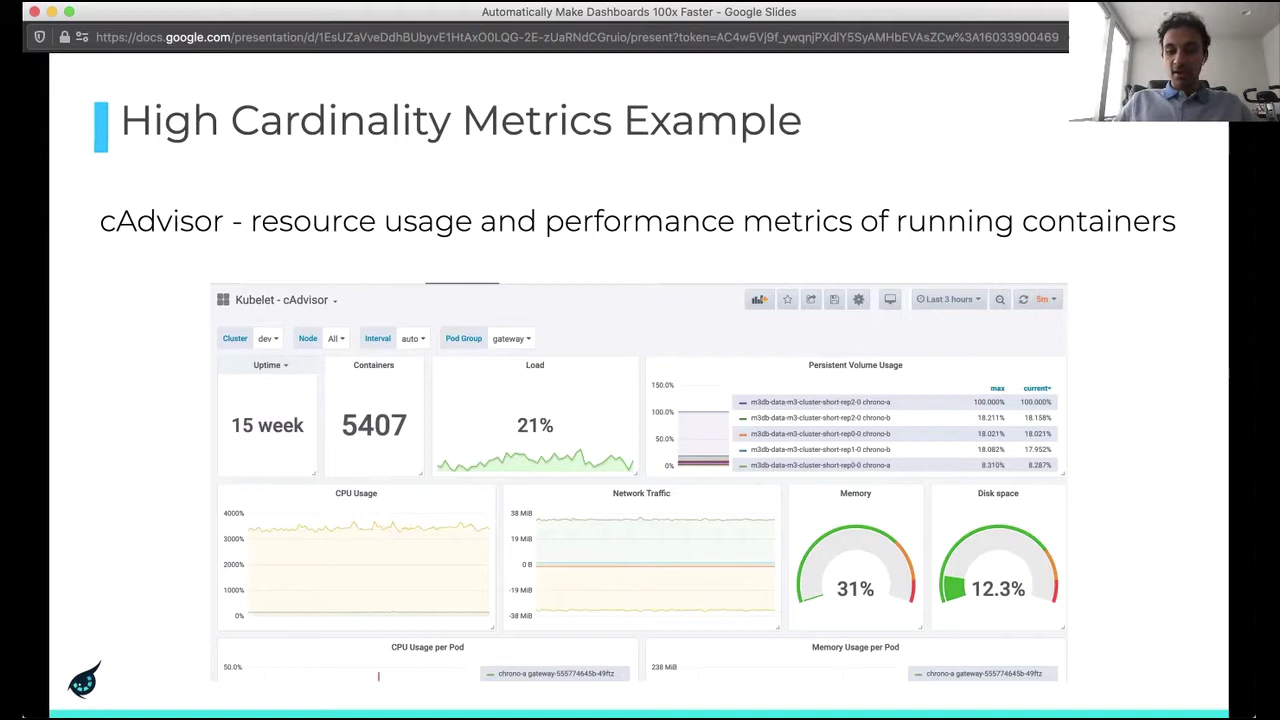 Automatically Make Dashboards 100x Faster - Google Slides
https://docs.google.com/presentation/d/1EsUZaVveDdhBUbyvE1HtAxO0LQG-2E-zUaRNdCGruio/present?token=AC4w5Vj9f_ywqnjPXdlY5SyAMHbEVAsZCw%3A16033900469
High Cardinality Metrics Example
cAdvisor - resource usage and performance metrics of running containers
Kubelet - cAdvisor
Last 3 hours
5m
Cluster dev Node All Interval auto Pod Group gateway
Uptime
15 week
Containers
5407
Load
21%
Persistent Volume Usage
150.0%
100.0%
50.0%
0%
max current
m3db-data-m3-cluster-short-rep2-0 chrono-a 100.000% 100.000%
m3db-data-m3-cluster-short-rep2-0 chrono-b 18.211% 18.158%
m3db-data-m3-cluster-short-rep0-0 chrono-b 18.021% 18.021%
m3db-data-m3-cluster-short-rep1-0 chrono-b 18.082% 17.952%
m3db-data-m3-cluster-short-rep0-0 chrono-a 8.310% 8.287%
CPU Usage
4000%
3000%
2000%
1000%
0%
Network Traffic
38 MiB
19 MiB
0 B
-19 MiB
-38 MiB
Memory
31%
Disk space
12.3%
CPU Usage per Pod
50.0%
chrono-a gateway-555774645b-49ftz
Memory Usage per Pod
238 MiB
chrono-a gateway-555774645b-49ftz